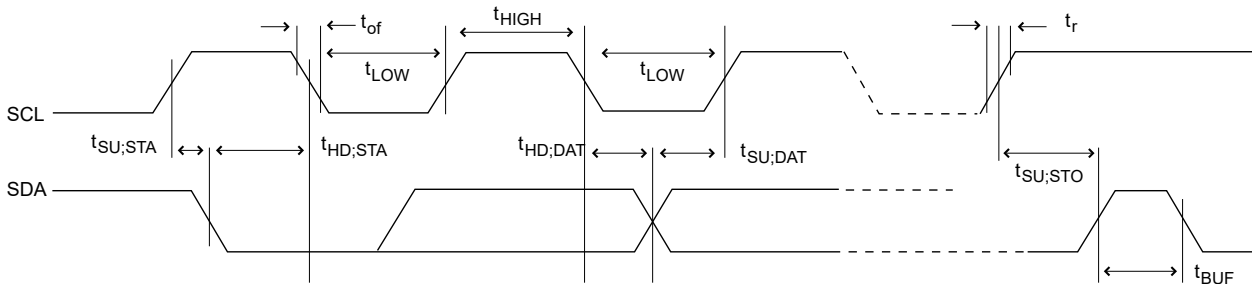 t_of
t_HIGH
t_r
t_LOW
t_LOW
SCL
t_SU;STA
t_HD;STA
t_HD;DAT
t_SU;DAT
t_SU;STO
SDA
t_BUF